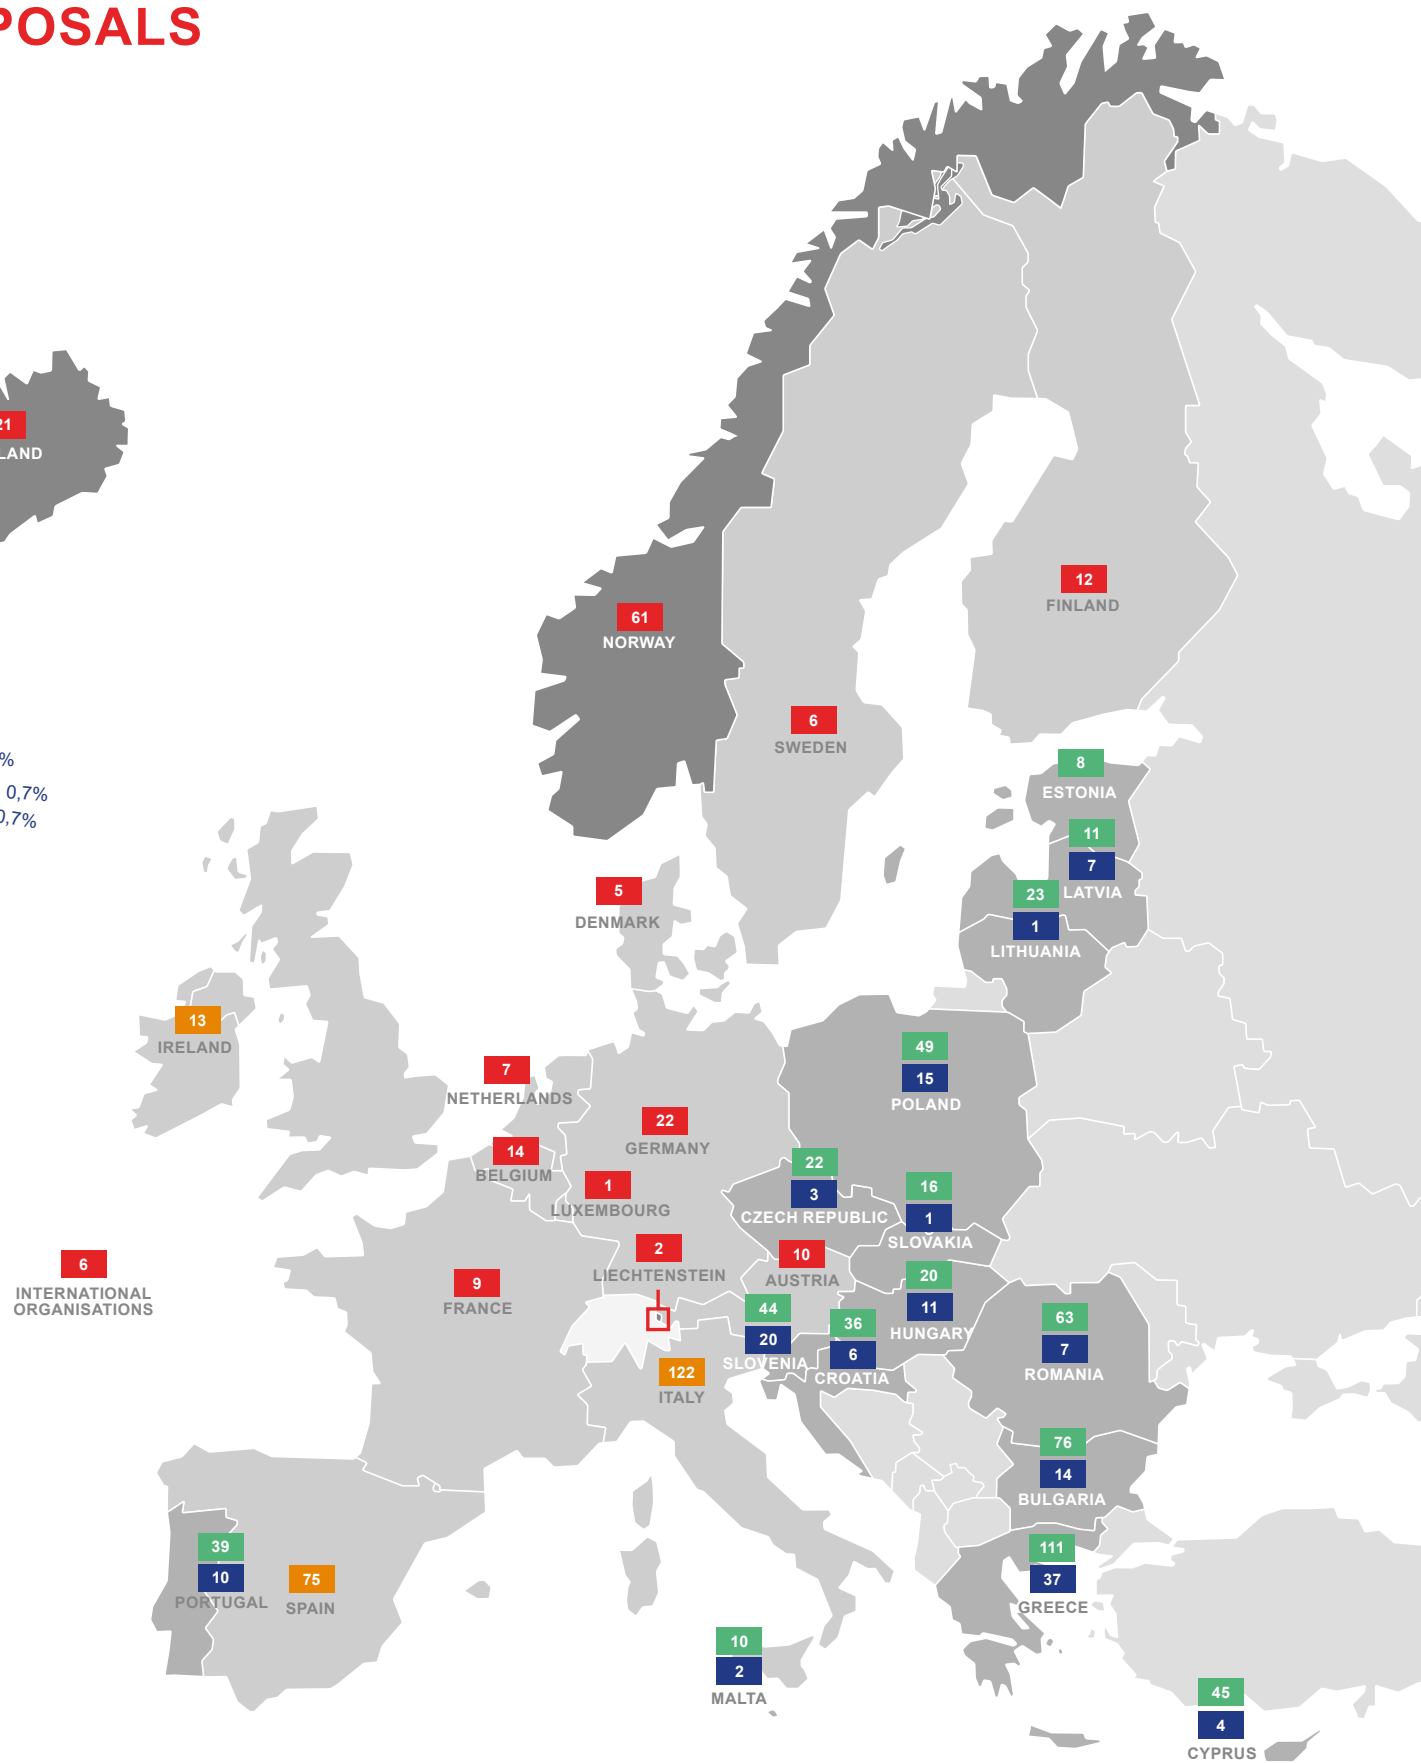 POSALS
21
LAND
61
NORWAY
12
FINLAND
6
SWEDEN
%
0,7%
0,7%
8
ESTONIA
11
7
LATVIA
23
1
LITHUANIA
5
DENMARK
13
IRELAND
7
NETHERLANDS
49
15
POLAND
22
GERMANY
14
BELGIUM
1
LUXEMBOURG
22
3
CZECH REPUBLIC
16
1
SLOVAKIA
6
INTERNATIONAL
ORGANISATIONS
9
FRANCE
2
LIECHTENSTEIN
10
AUSTRIA
20
11
HUNGARY
44
20
SLOVENIA
36
6
CROATIA
63
7
ROMANIA
122
ITALY
76
14
BULGARIA
39
10
PORTUGAL
75
SPAIN
111
37
GREECE
10
2
MALTA
45
4
CYPRUS